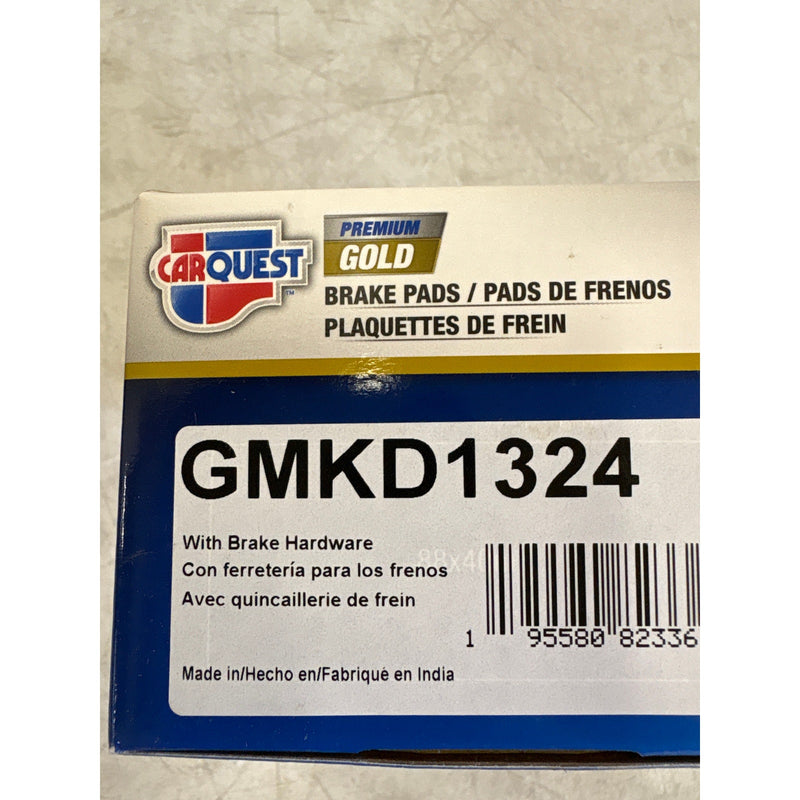 CARQUEST
TM
PREMIUM
GOLD
BRAKE PADS / PADS DE FRENOS
PLAQUETTES DE FREIN
GMKD1324
With Brake Hardware
Con ferretería para los frenos
Avec quincaillerie de frein
1 95580 82336
Made in/Hecho en/Fabriqué en India